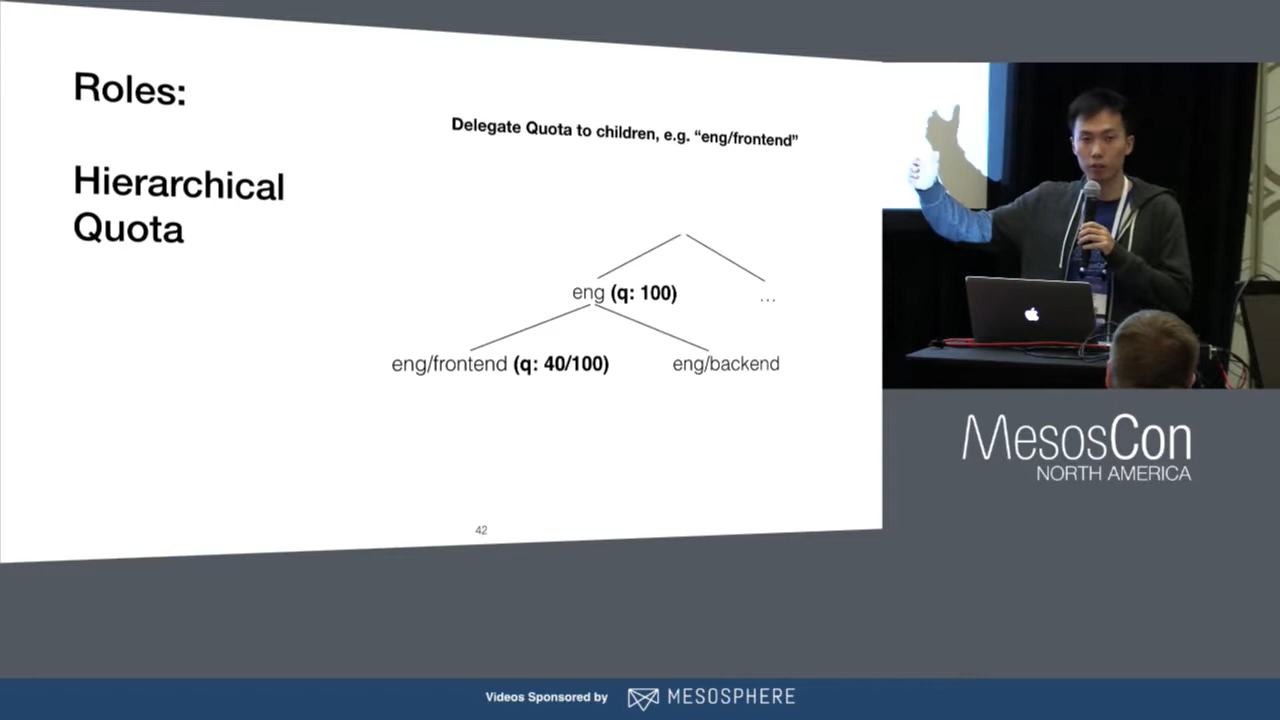 Roles:
Hierarchical
Quota
Delegate Quota to children, e.g. “eng/frontend”
eng (q: 100)
...
eng/frontend (q: 40/100)
eng/backend
42
MesosCon
NORTH AMERICA
Videos Sponsored by MESOSPHERE